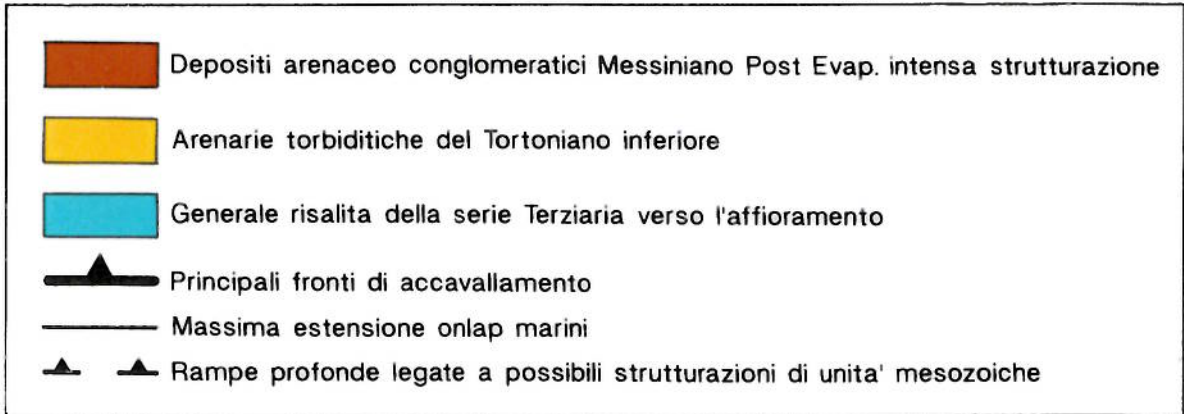 Depositi arenaceo conglomeratici Messiniano Post Evap. intensa strutturazione
Arenarie torbiditiche del Tortoniano inferiore
Generale risalita della serie Terziaria verso l'affioramento
Principali fronti di accavallamento
Massima estensione onlap marini
Rampe profonde legate a possibili strutturazioni di unita' mesozoiche